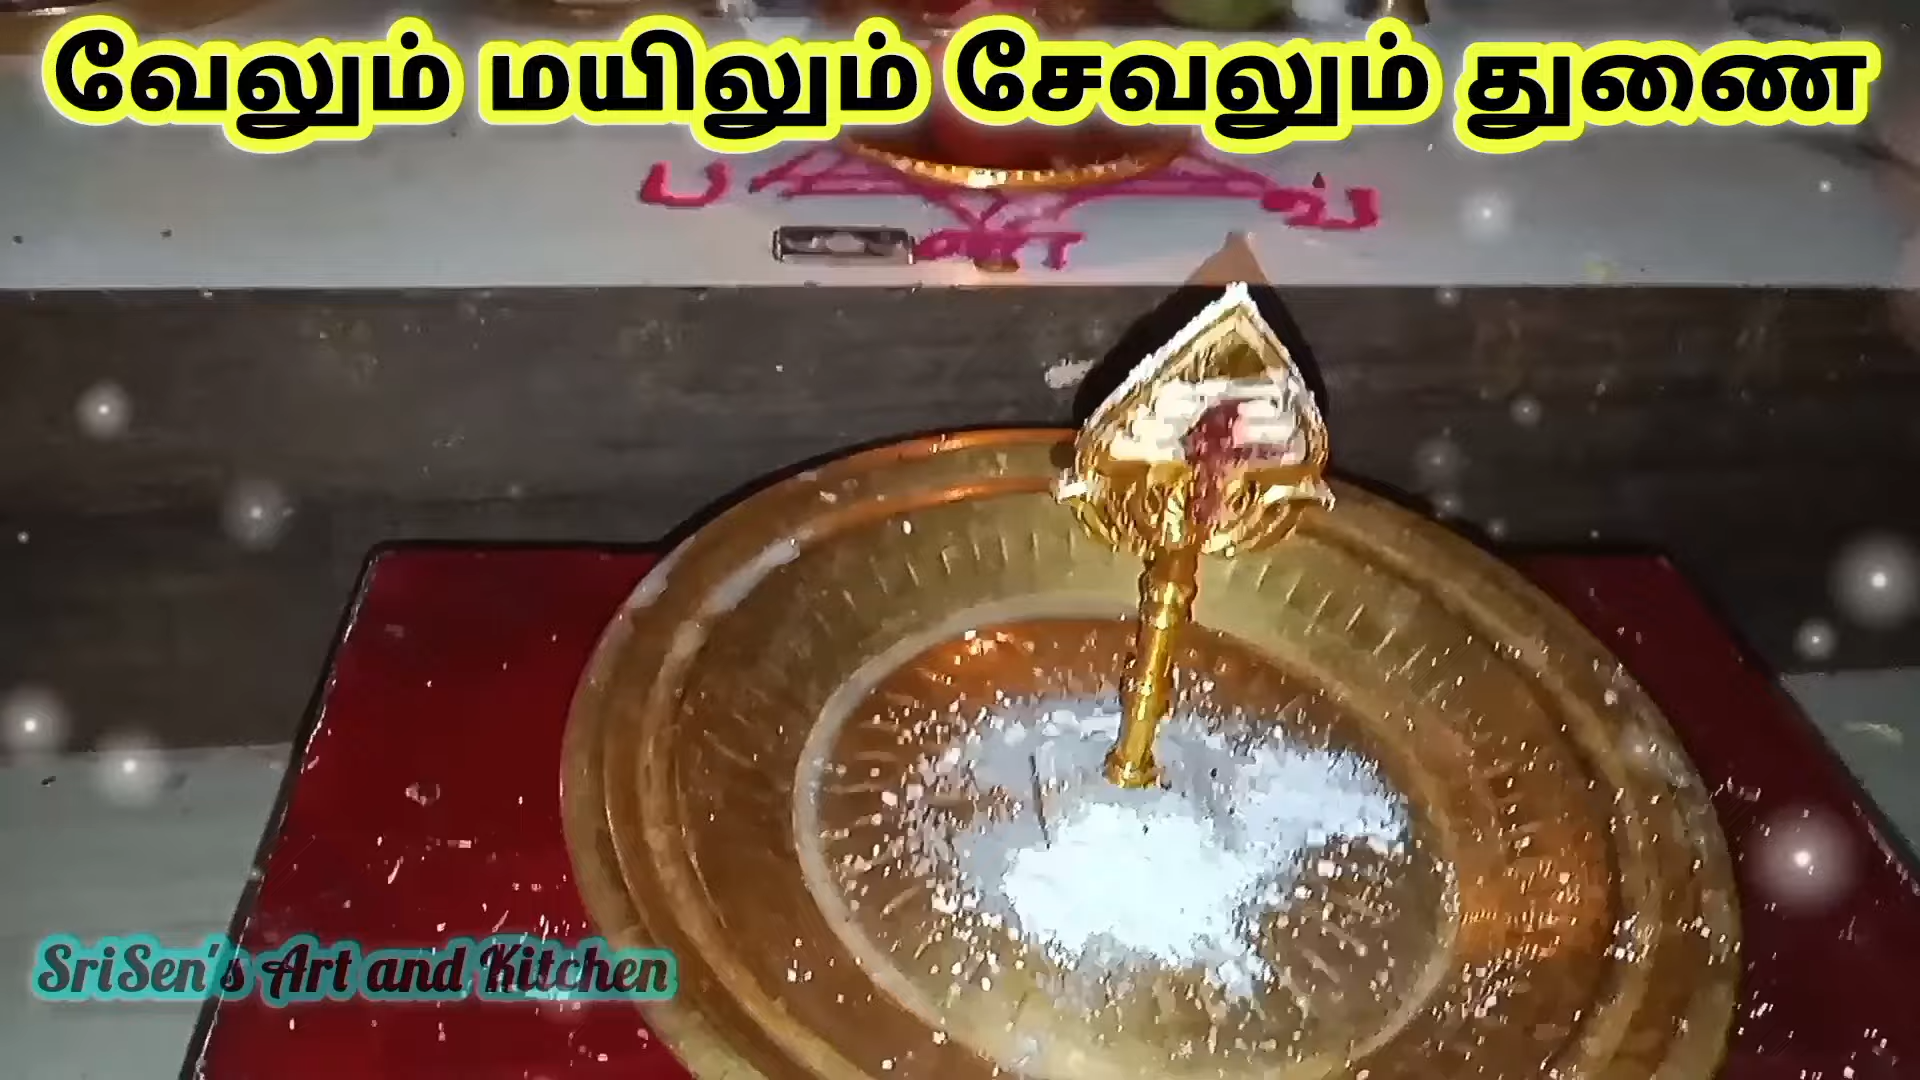 வேலும் மயிலும் சேவலும் துணை
SriSen's Art and Kitchen